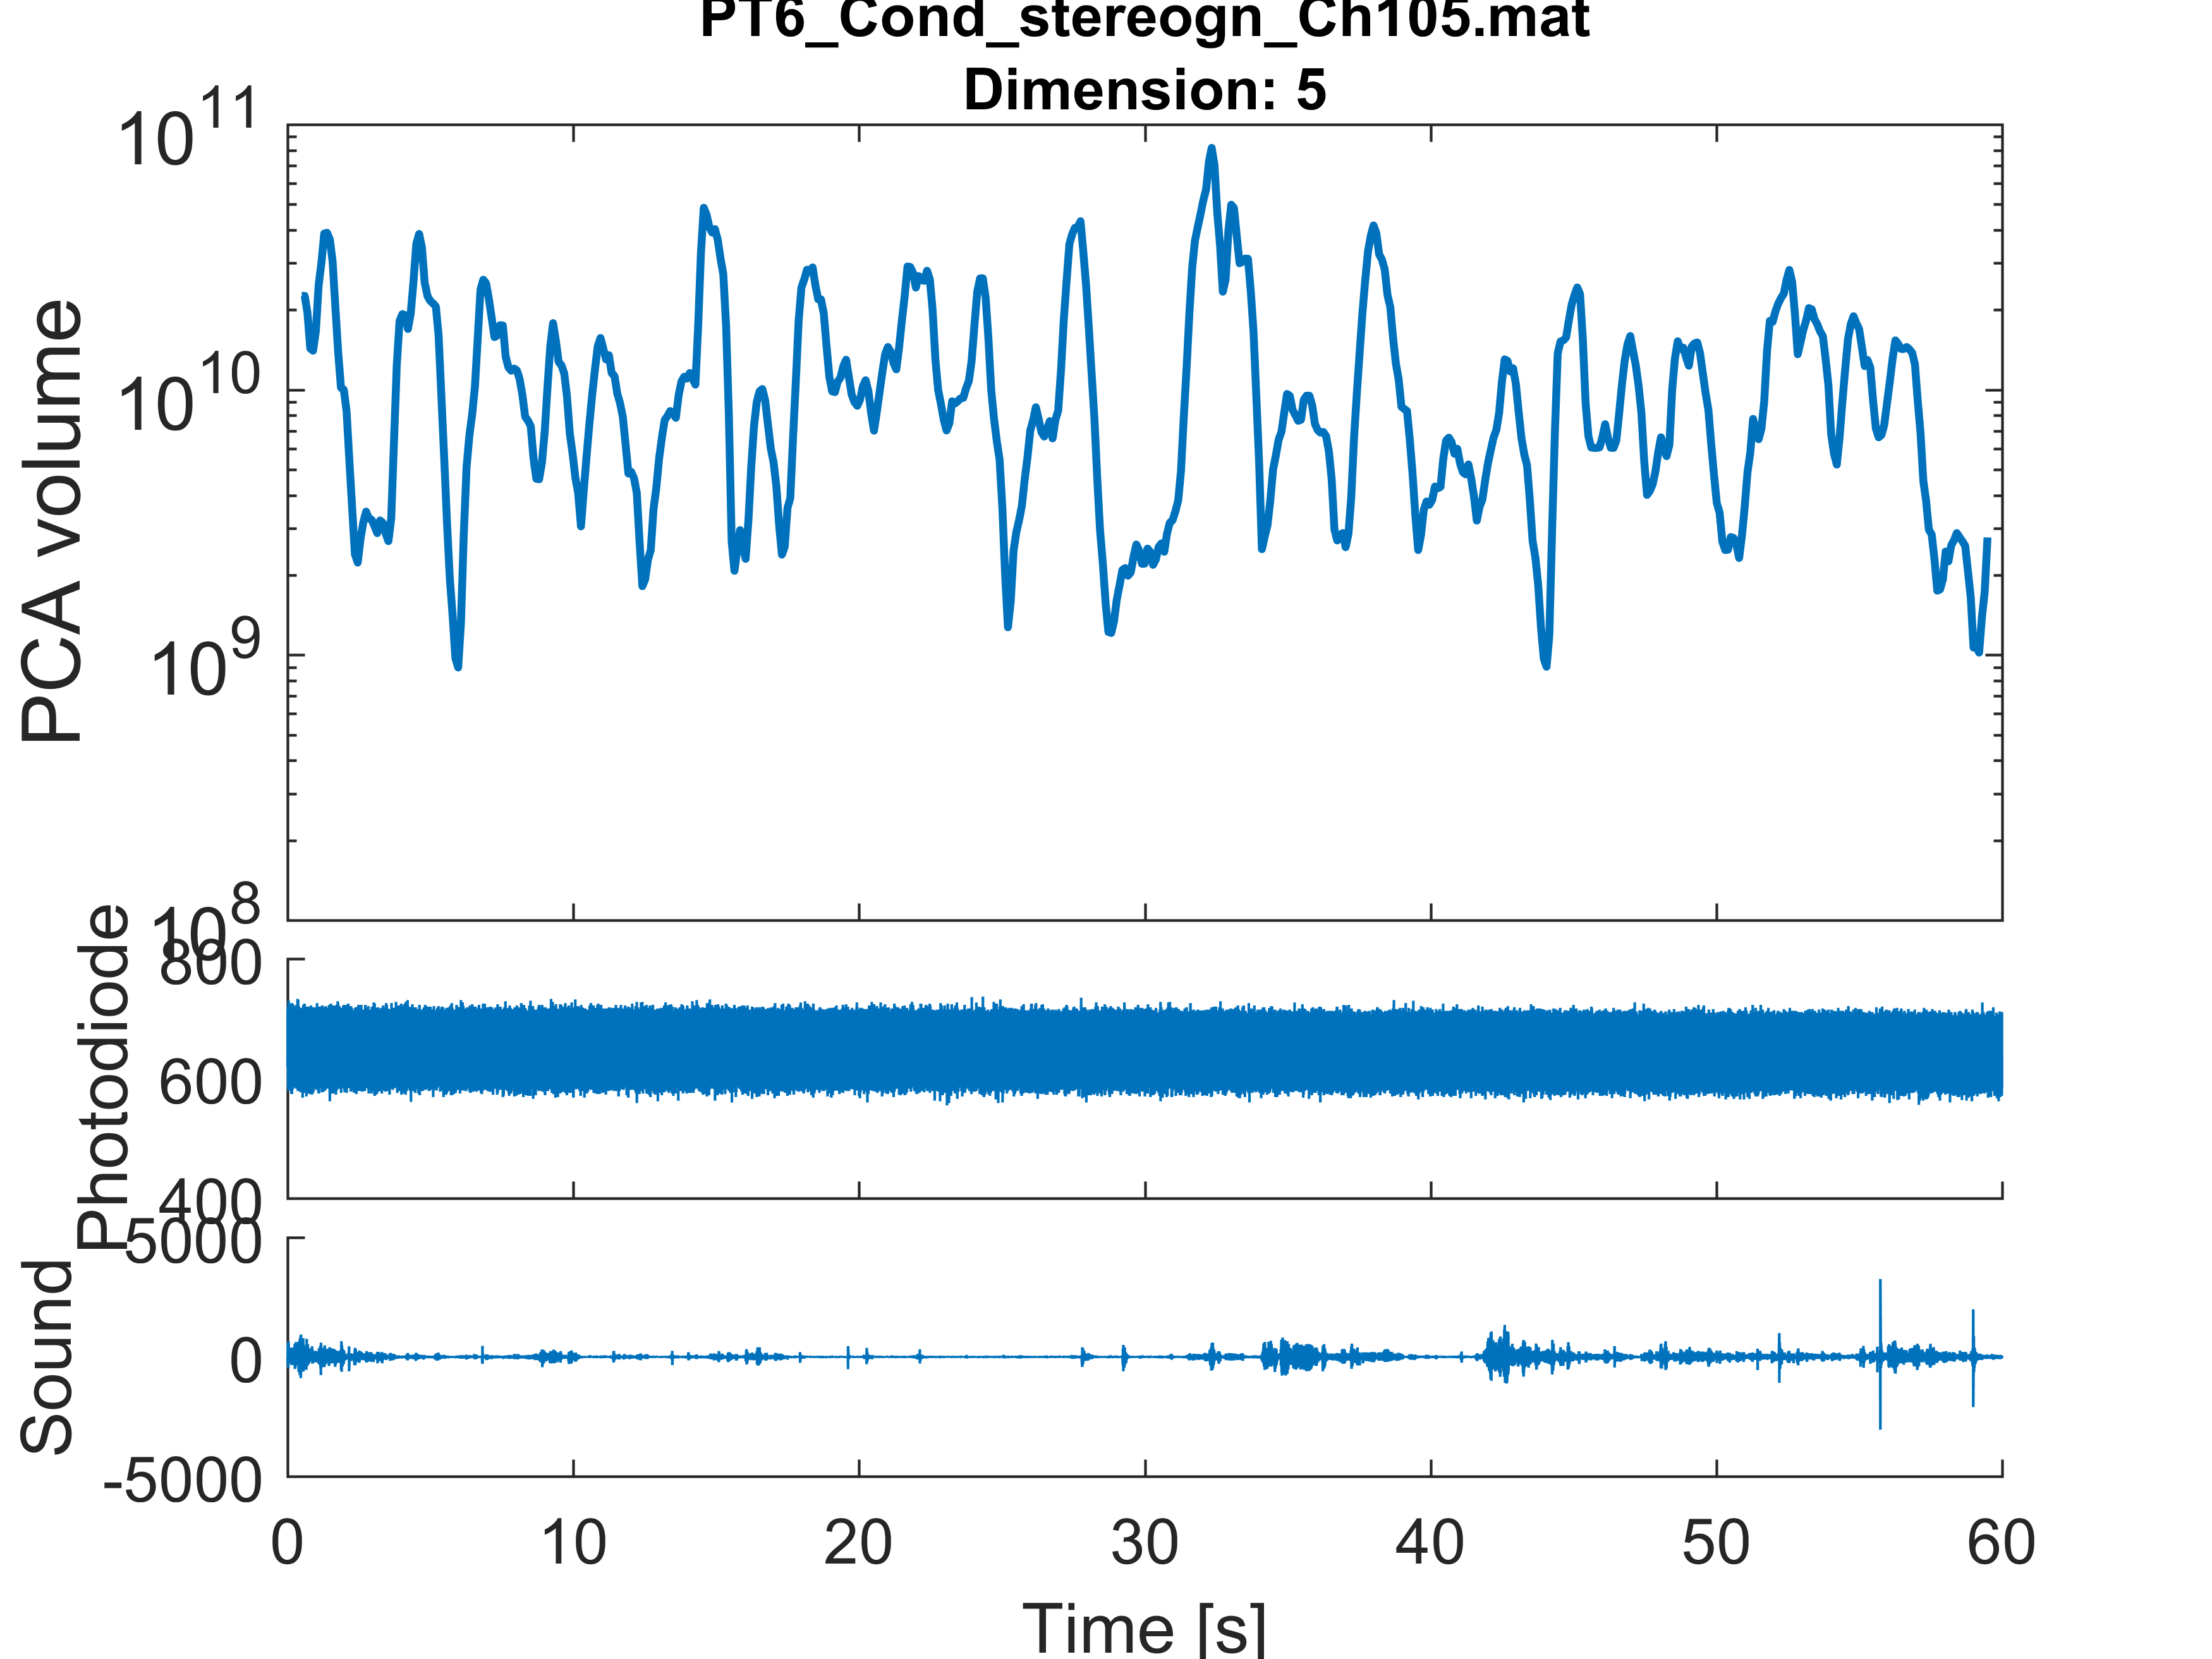 PT6_Cond_stereogn_Ch105.mat
Dimension: 5
PCA volume
10^11
10^10
10^9
10^8
Photodiode
800
600
400
Sound
5000
0
-5000
0 10 20 30 40 50 60
Time [s]